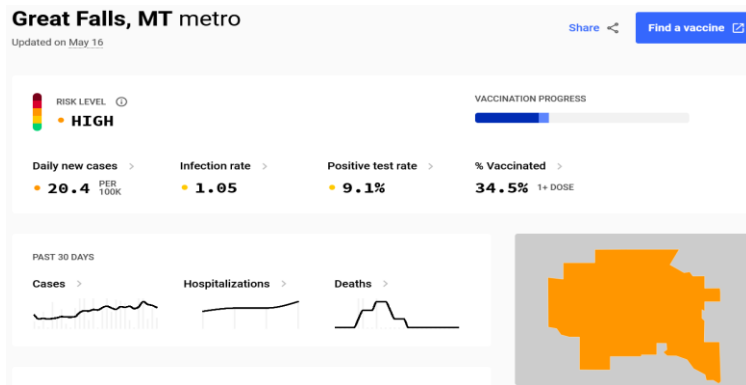 Great Falls, MT metro
Updated on May 16
Share
Find a vaccine
RISK LEVEL
HIGH
VACCINATION PROGRESS
Daily new cases
20.4 PER 100K
Infection rate
1.05
Positive test rate
9.1%
% Vaccinated
34.5% 1+ DOSE
PAST 30 DAYS
Cases
Hospitalizations
Deaths